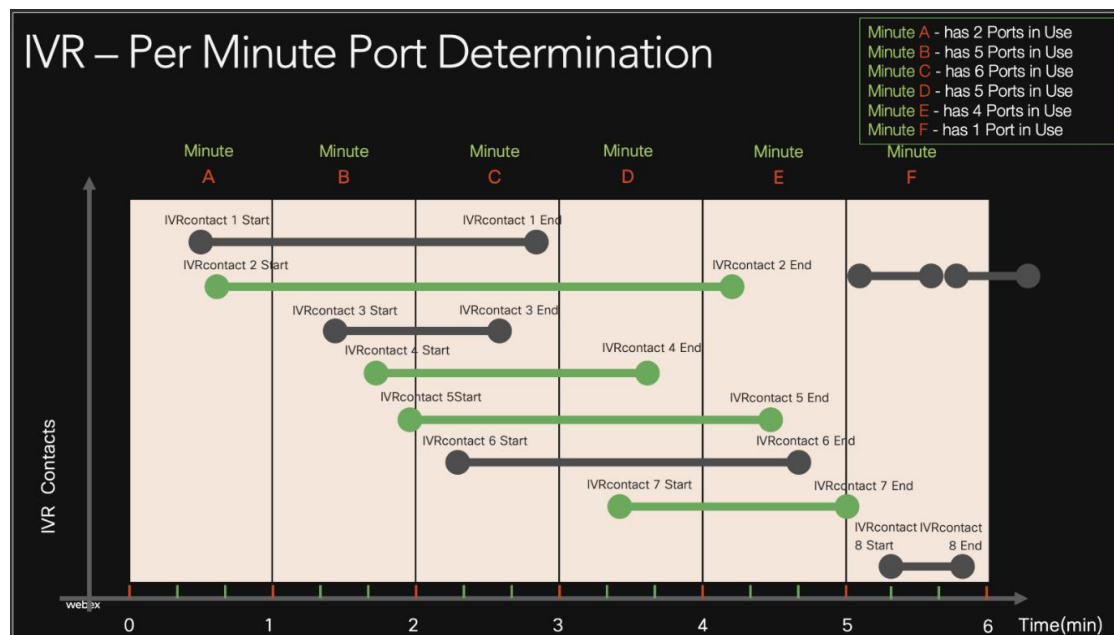 IVR – Per Minute Port Determination
Minute A - has 2 Ports in Use
Minute B - has 5 Ports in Use
Minute C - has 6 Ports in Use
Minute D - has 5 Ports in Use
Minute E - has 4 Ports in Use
Minute F - has 1 Port in Use
Minute Minute Minute Minute Minute Minute
A B C D E F
IVRcontact 1 Start IVRcontact 1 End
IVRcontact 2 Start IVRcontact 2 End
IVRcontact 3 Start IVRcontact 3 End
IVRcontact 4 Start IVRcontact 4 End
IVRcontact 5Start IVRcontact 5 End
IVRcontact 6 Start IVRcontact 6 End
IVRcontact 7 Start IVRcontact 7 End
IVRcontact IVRcontact
8 Start 8 End
IVR Contacts
webex
0 1 2 3 4 5 6 Time(min)